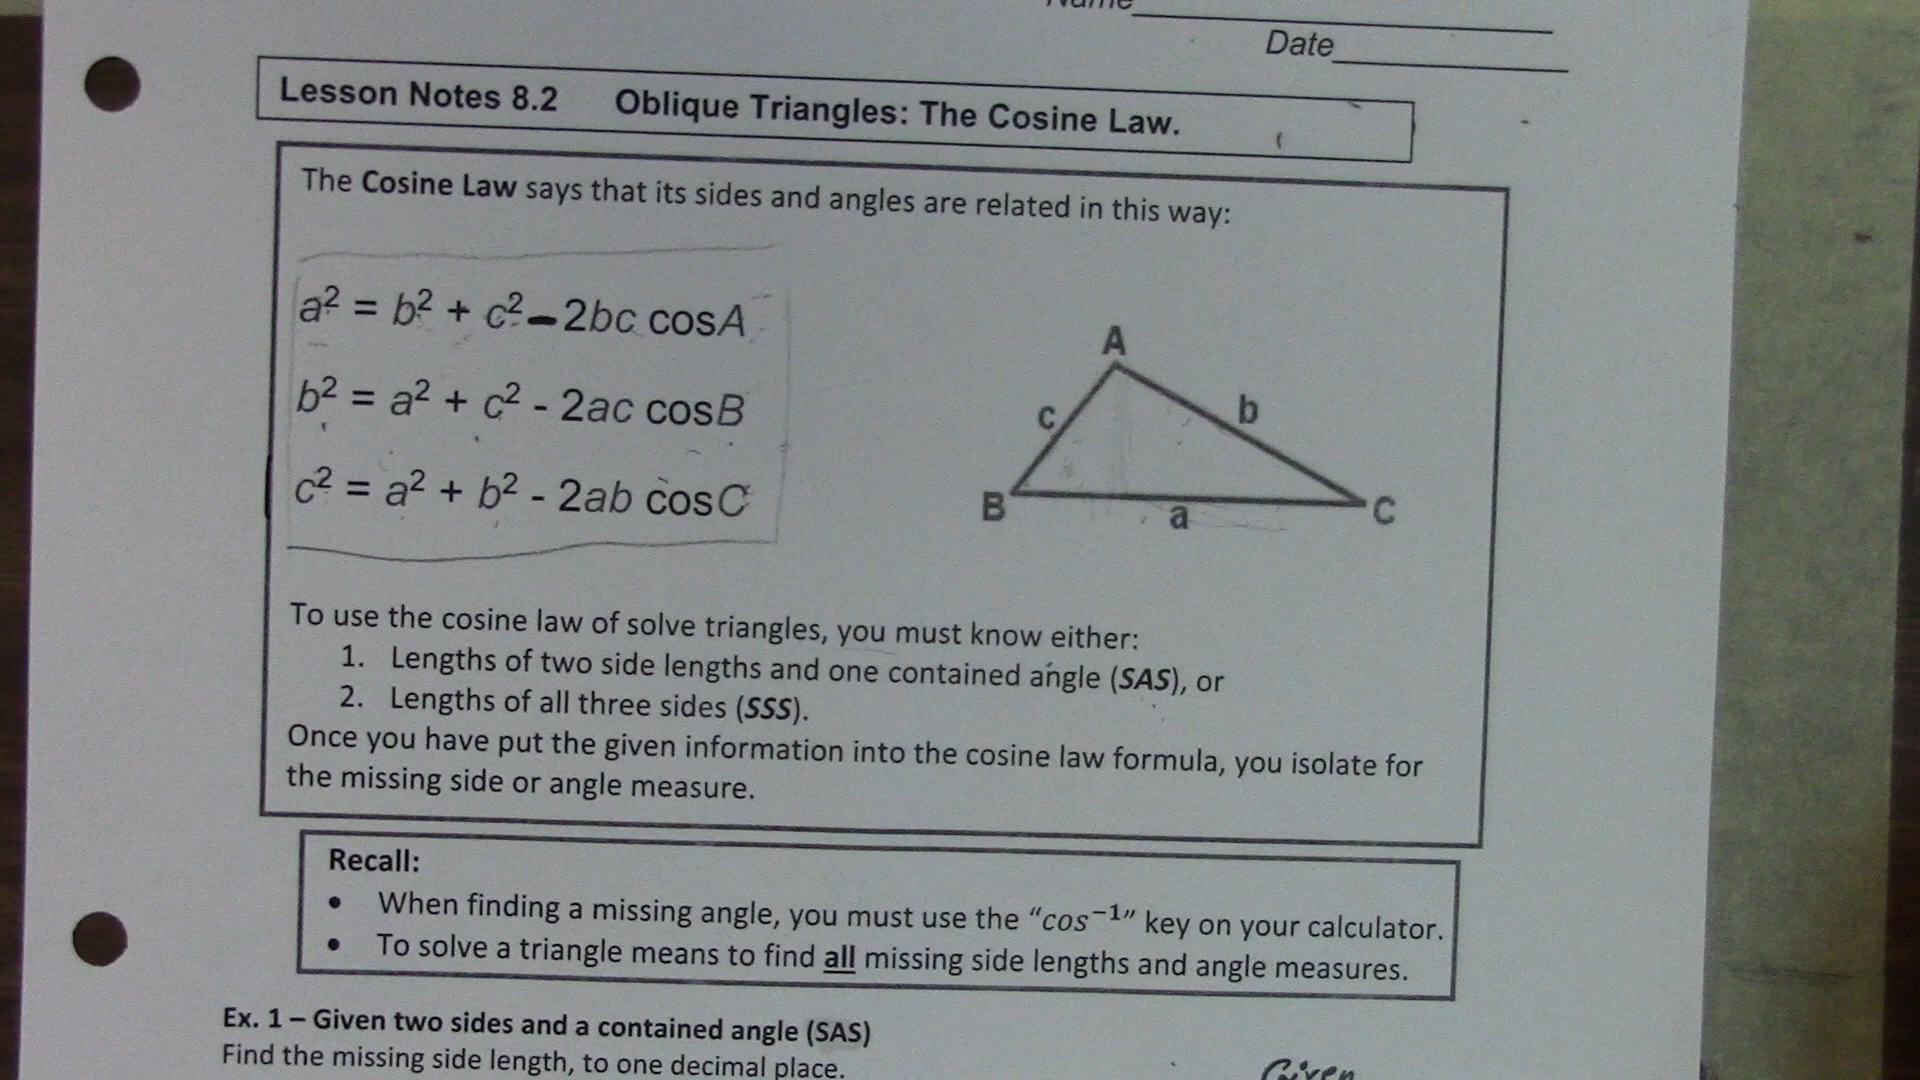 Name
Date
Lesson Notes 8.2 Oblique Triangles: The Cosine Law.
The Cosine Law says that its sides and angles are related in this way:
a² = b² + c² - 2bc cosA
b² = a² + c² - 2ac cosB
c² = a² + b² - 2ab cosC
A
c
b
B
a
C
To use the cosine law of solve triangles, you must know either:
1. Lengths of two side lengths and one contained angle (SAS), or
2. Lengths of all three sides (SSS).
Once you have put the given information into the cosine law formula, you isolate for
the missing side or angle measure.
Recall:
• When finding a missing angle, you must use the “cos⁻¹” key on your calculator.
• To solve a triangle means to find all missing side lengths and angle measures.
Ex. 1 – Given two sides and a contained angle (SAS)
Find the missing side length, to one decimal place.
Given